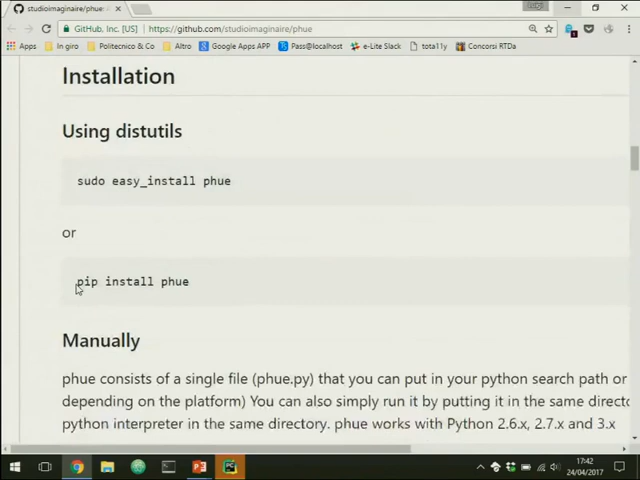 studioimaginaire/phue:
GitHub, Inc. [US] https://github.com/studioimaginaire/phue
Apps In giro Politecnico & Co Altro Google Apps APP Pass@localhost e-Lite Slack tota11y Concorsi RTDa
Installation
Using distutils
sudo easy_install phue
or
pip install phue
Manually
phue consists of a single file (phue.py) that you can put in your python search path or
depending on the platform) You can also simply run it by putting it in the same directo
python interpreter in the same directory. phue works with Python 2.6.x, 2.7.x and 3.x
17:42
24/04/2017